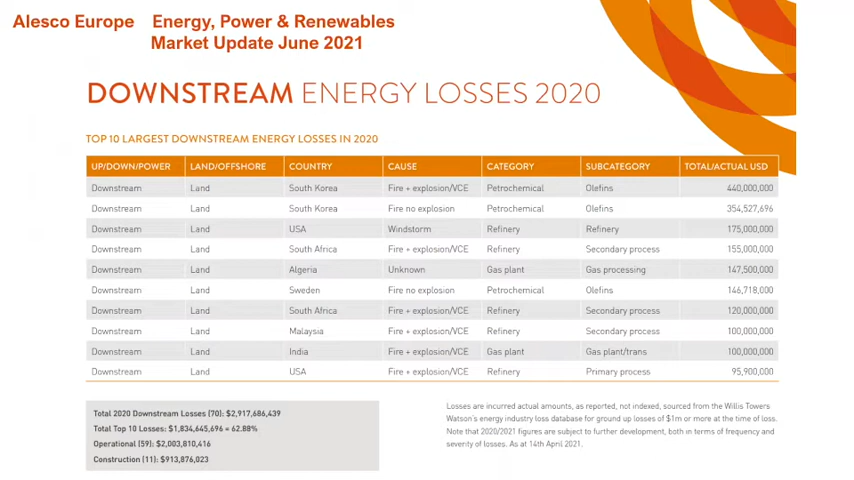 Alesco Europe Energy, Power & Renewables
Market Update June 2021
DOWNSTREAM ENERGY LOSSES 2020
TOP 10 LARGEST DOWNSTREAM ENERGY LOSSES IN 2020
UP/DOWN/POWER LAND/OFFSHORE COUNTRY CAUSE CATEGORY SUBCATEGORY TOTAL/ACTUAL USD
Downstream Land South Korea Fire + explosion/VCE Petrochemical Olefins 440,000,000
Downstream Land South Korea Fire no explosion Petrochemical Olefins 354,527,696
Downstream Land USA Windstorm Refinery Refinery 175,000,000
Downstream Land South Africa Fire + explosion/VCE Refinery Secondary process 155,000,000
Downstream Land Algeria Unknown Gas plant Gas processing 147,500,000
Downstream Land Sweden Fire no explosion Petrochemical Olefins 146,718,000
Downstream Land South Africa Fire + explosion/VCE Refinery Secondary process 120,000,000
Downstream Land Malaysia Fire + explosion/VCE Refinery Secondary process 100,000,000
Downstream Land India Fire + explosion/VCE Gas plant Gas plant/trans 100,000,000
Downstream Land USA Fire + explosion/VCE Refinery Primary process 95,900,000
Total 2020 Downstream Losses (70): $2,917,686,439
Total Top 10 Losses: $1,834,645,696 = 62.88%
Operational (59): $2,003,810,416
Construction (11): $913,876,023
Losses are incurred actual amounts, as reported, not indexed, sourced from the Willis Towers
Watson's energy industry loss database for ground up losses of $1m or more at the time of loss.
Note that 2020/2021 figures are subject to further development, both in terms of frequency and
severity of losses. As at 14th April 2021.